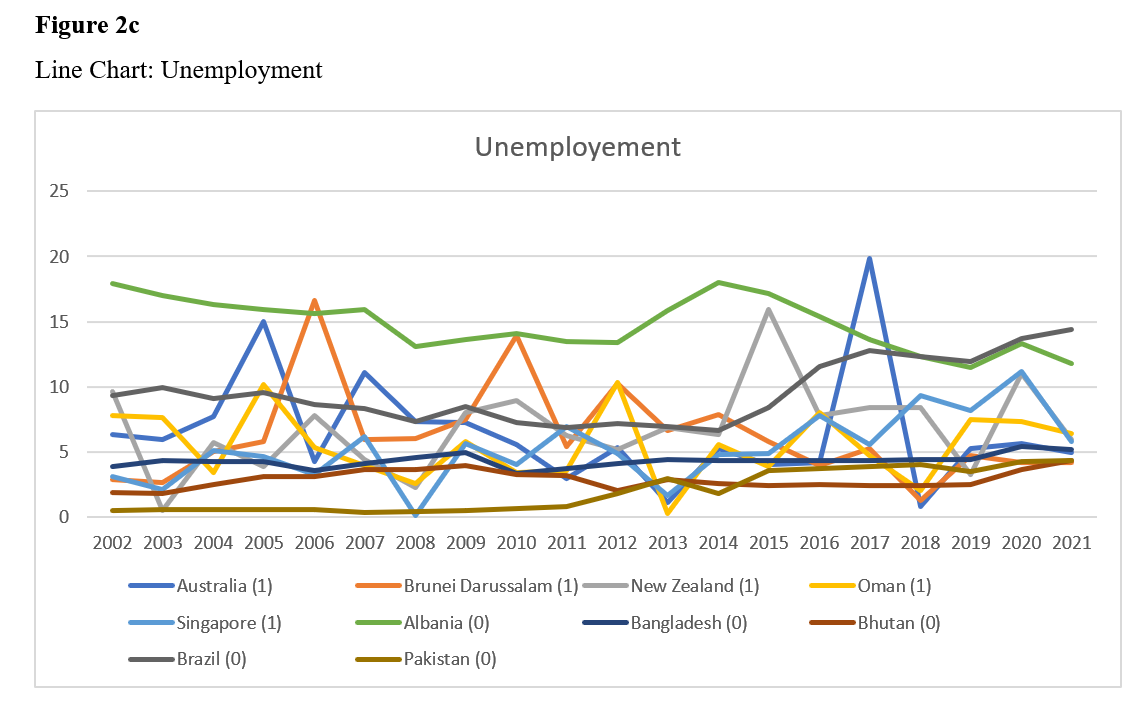 Figure 2c
Line Chart: Unemployment
Unemployement
25
20
15
10
5
0
2002 2003 2004 2005 2006 2007 2008 2009 2010 2011 2012 2013 2014 2015 2016 2017 2018 2019 2020 2021
Australia (1) Brunei Darussalam (1) New Zealand (1) Oman (1)
Singapore (1) Albania (0) Bangladesh (0) Bhutan (0)
Brazil (0) Pakistan (0)